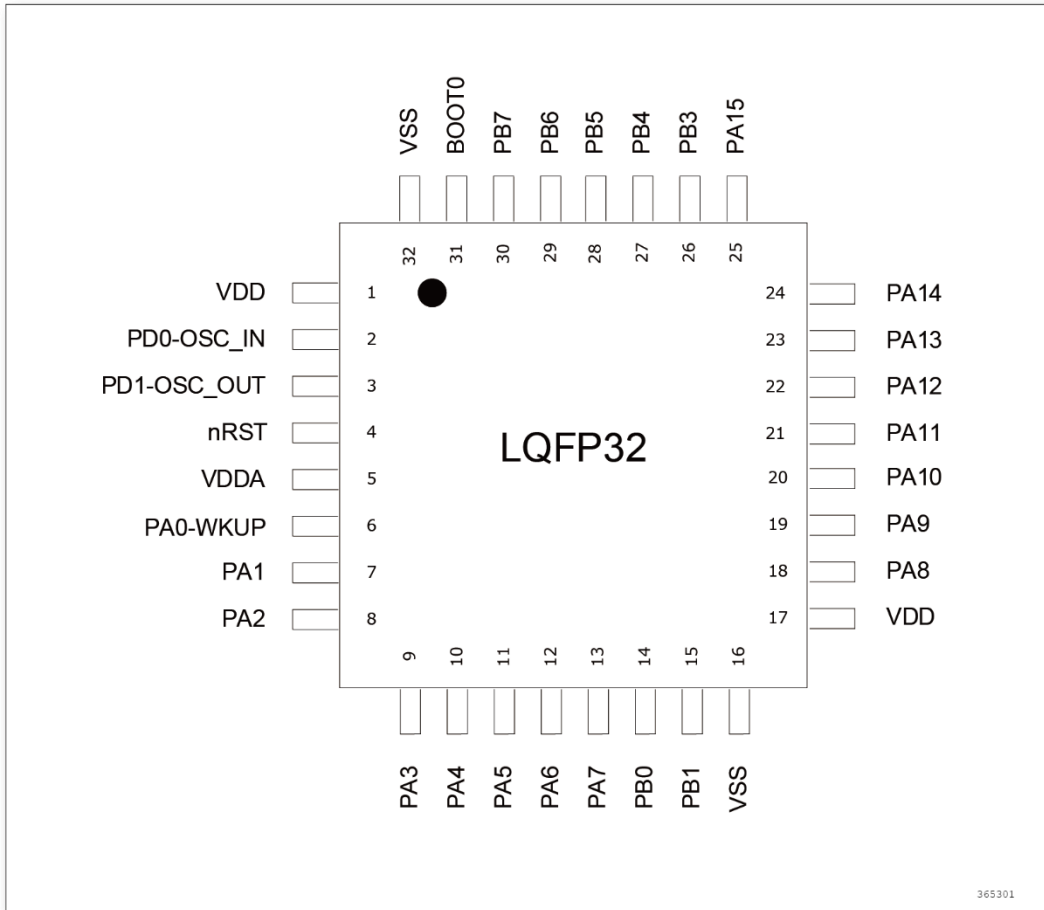 VSS BOOT0 PB7 PB6 PB5 PB4 PB3 PA15
32 31 30 29 28 27 26 25
VDD 1 24 PA14
PD0-OSC_IN 2 23 PA13
PD1-OSC_OUT 3 22 PA12
nRST 4 21 PA11
LQFP32
VDDA 5 20 PA10
PA0-WKUP 6 19 PA9
PA1 7 18 PA8
PA2 8 17 VDD
9 10 11 12 13 14 15 16
PA3 PA4 PA5 PA6 PA7 PB0 PB1 VSS
365301